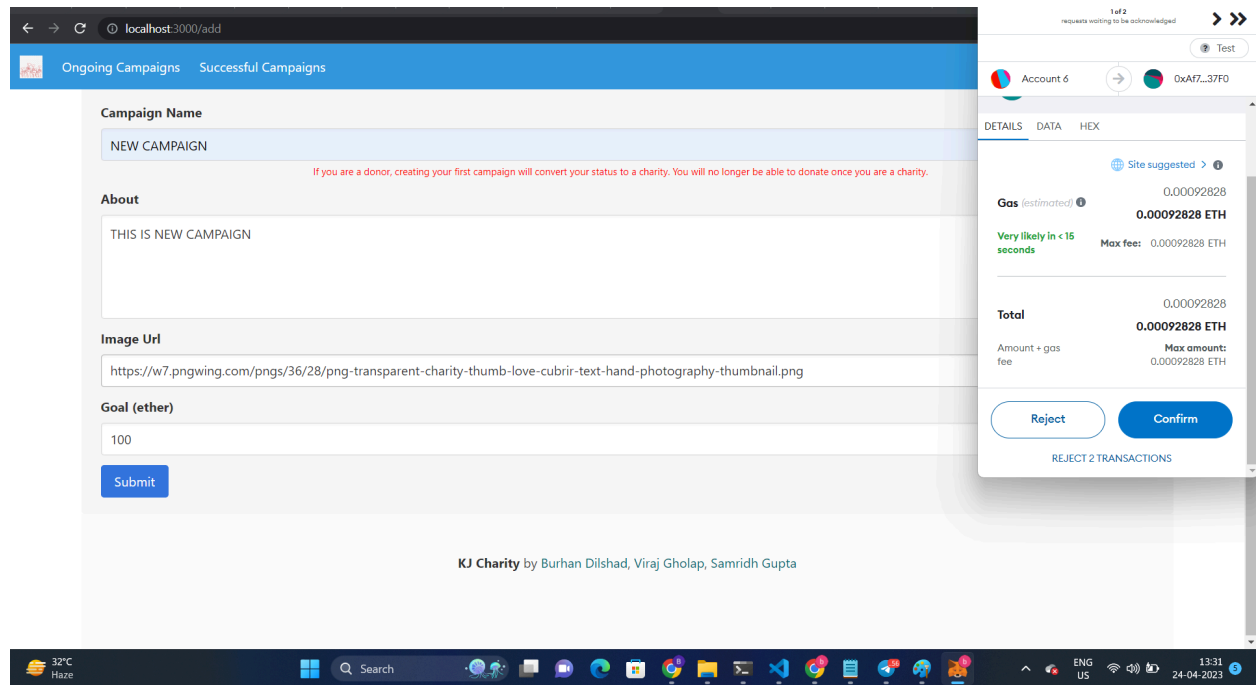 localhost:3000/add
Ongoing Campaigns Successful Campaigns
Campaign Name
NEW CAMPAIGN
If you are a donor, creating your first campaign will convert your status to a charity. You will no longer be able to donate once you are a charity.
About
THIS IS NEW CAMPAIGN
Image Url
https://w7.pngwing.com/pngs/36/28/png-transparent-charity-thumb-love-cubrir-text-hand-photography-thumbnail.png
Goal (ether)
100
Submit
KJ Charity by Burhan Dilshad, Viraj Gholap, Samridh Gupta
1 of 2
requests waiting to be acknowledged
Test
Account 6 0xAf7...37F0
DETAILS DATA HEX
Site suggested >
0.00092828
Gas (estimated) 0.00092828 ETH
Very likely in < 15
seconds
Max fee: 0.00092828 ETH
0.00092828
Total 0.00092828 ETH
Amount + gas
fee
Max amount:
0.00092828 ETH
Reject Confirm
REJECT 2 TRANSACTIONS
32°C
Haze
Search
ENG
US
13:31
24-04-2023
5